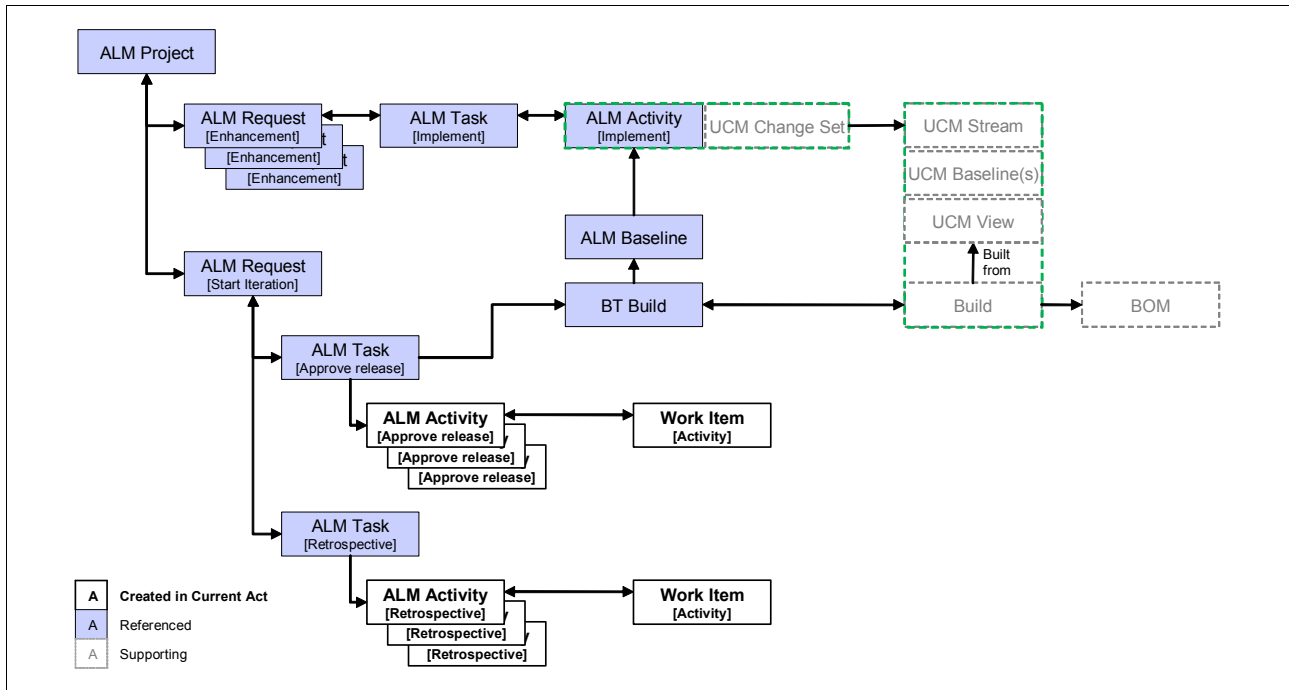 ALM Project
ALM Request
[Enhancement]
t
[Enhancement]
[Enhancement]
ALM Task
[Implement]
ALM Activity
[Implement]
UCM Change Set
UCM Stream
UCM Baseline(s)
UCM View
Built
from
Build
BOM
ALM Baseline
BT Build
ALM Request
[Start Iteration]
ALM Task
[Approve release]
ALM Activity
[Approve release]
y
[Approve release]
y
[Approve release]
Work Item
[Activity]
ALM Task
[Retrospective]
ALM Activity
[Retrospective]
y
[Retrospective]
y
[Retrospective]
Work Item
[Activity]
A Created in Current Act
A Referenced
A Supporting